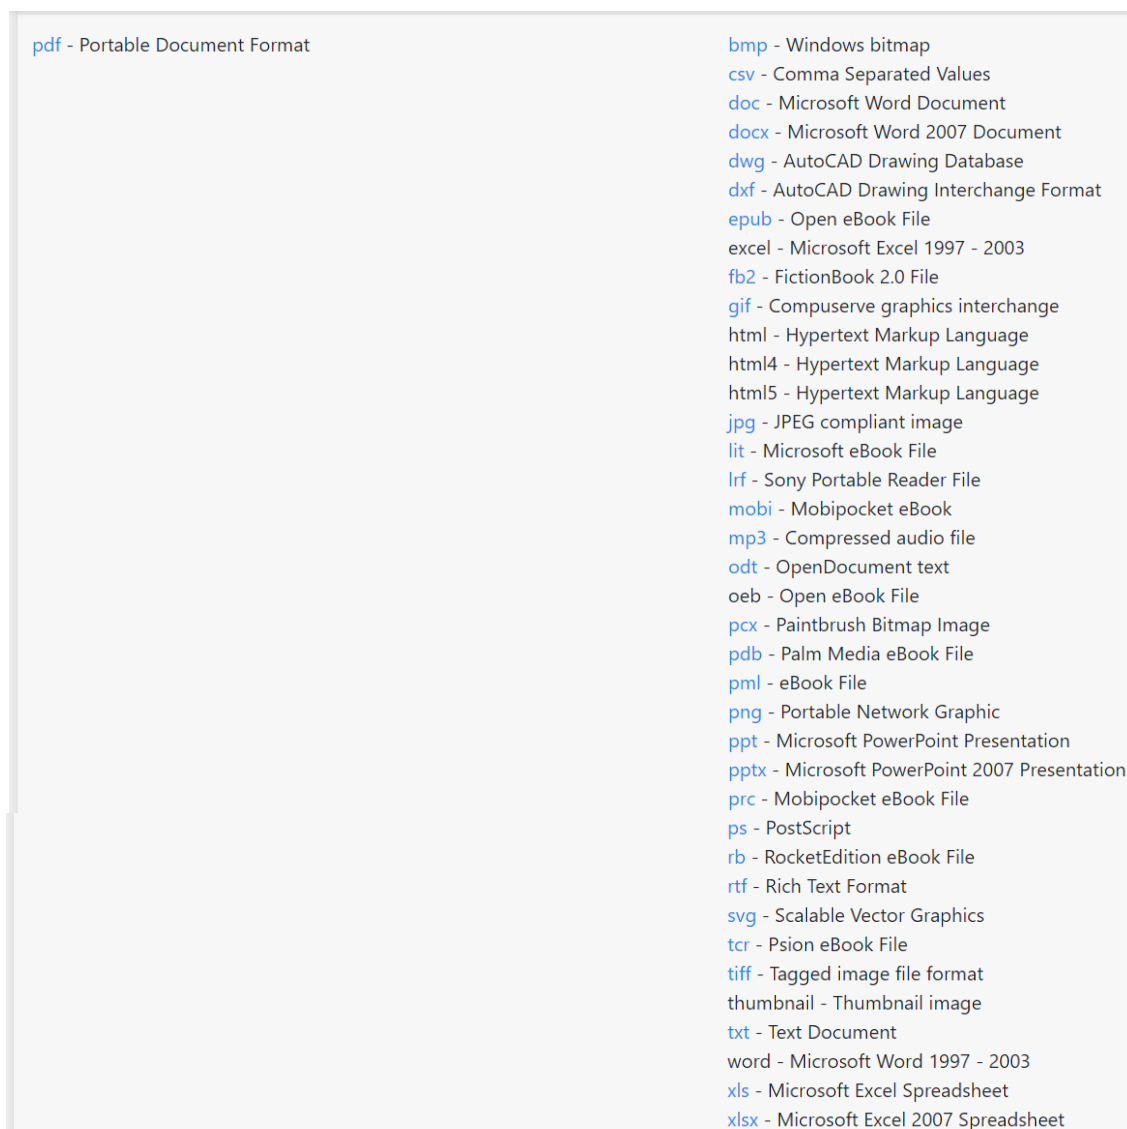 pdf - Portable Document Format
bmp - Windows bitmap
csv - Comma Separated Values
doc - Microsoft Word Document
docx - Microsoft Word 2007 Document
dwg - AutoCAD Drawing Database
dxf - AutoCAD Drawing Interchange Format
epub - Open eBook File
excel - Microsoft Excel 1997 - 2003
fb2 - FictionBook 2.0 File
gif - Compuserve graphics interchange
html - Hypertext Markup Language
html4 - Hypertext Markup Language
html5 - Hypertext Markup Language
jpg - JPEG compliant image
lit - Microsoft eBook File
lrf - Sony Portable Reader File
mobi - Mobipocket eBook
mp3 - Compressed audio file
odt - OpenDocument text
oeb - Open eBook File
pcx - Paintbrush Bitmap Image
pdb - Palm Media eBook File
pml - eBook File
png - Portable Network Graphic
ppt - Microsoft PowerPoint Presentation
pptx - Microsoft PowerPoint 2007 Presentation
prc - Mobipocket eBook File
ps - PostScript
rb - RocketEdition eBook File
rtf - Rich Text Format
svg - Scalable Vector Graphics
tcr - Psion eBook File
tiff - Tagged image file format
thumbnail - Thumbnail image
txt - Text Document
word - Microsoft Word 1997 - 2003
xls - Microsoft Excel Spreadsheet
xlsx - Microsoft Excel 2007 Spreadsheet